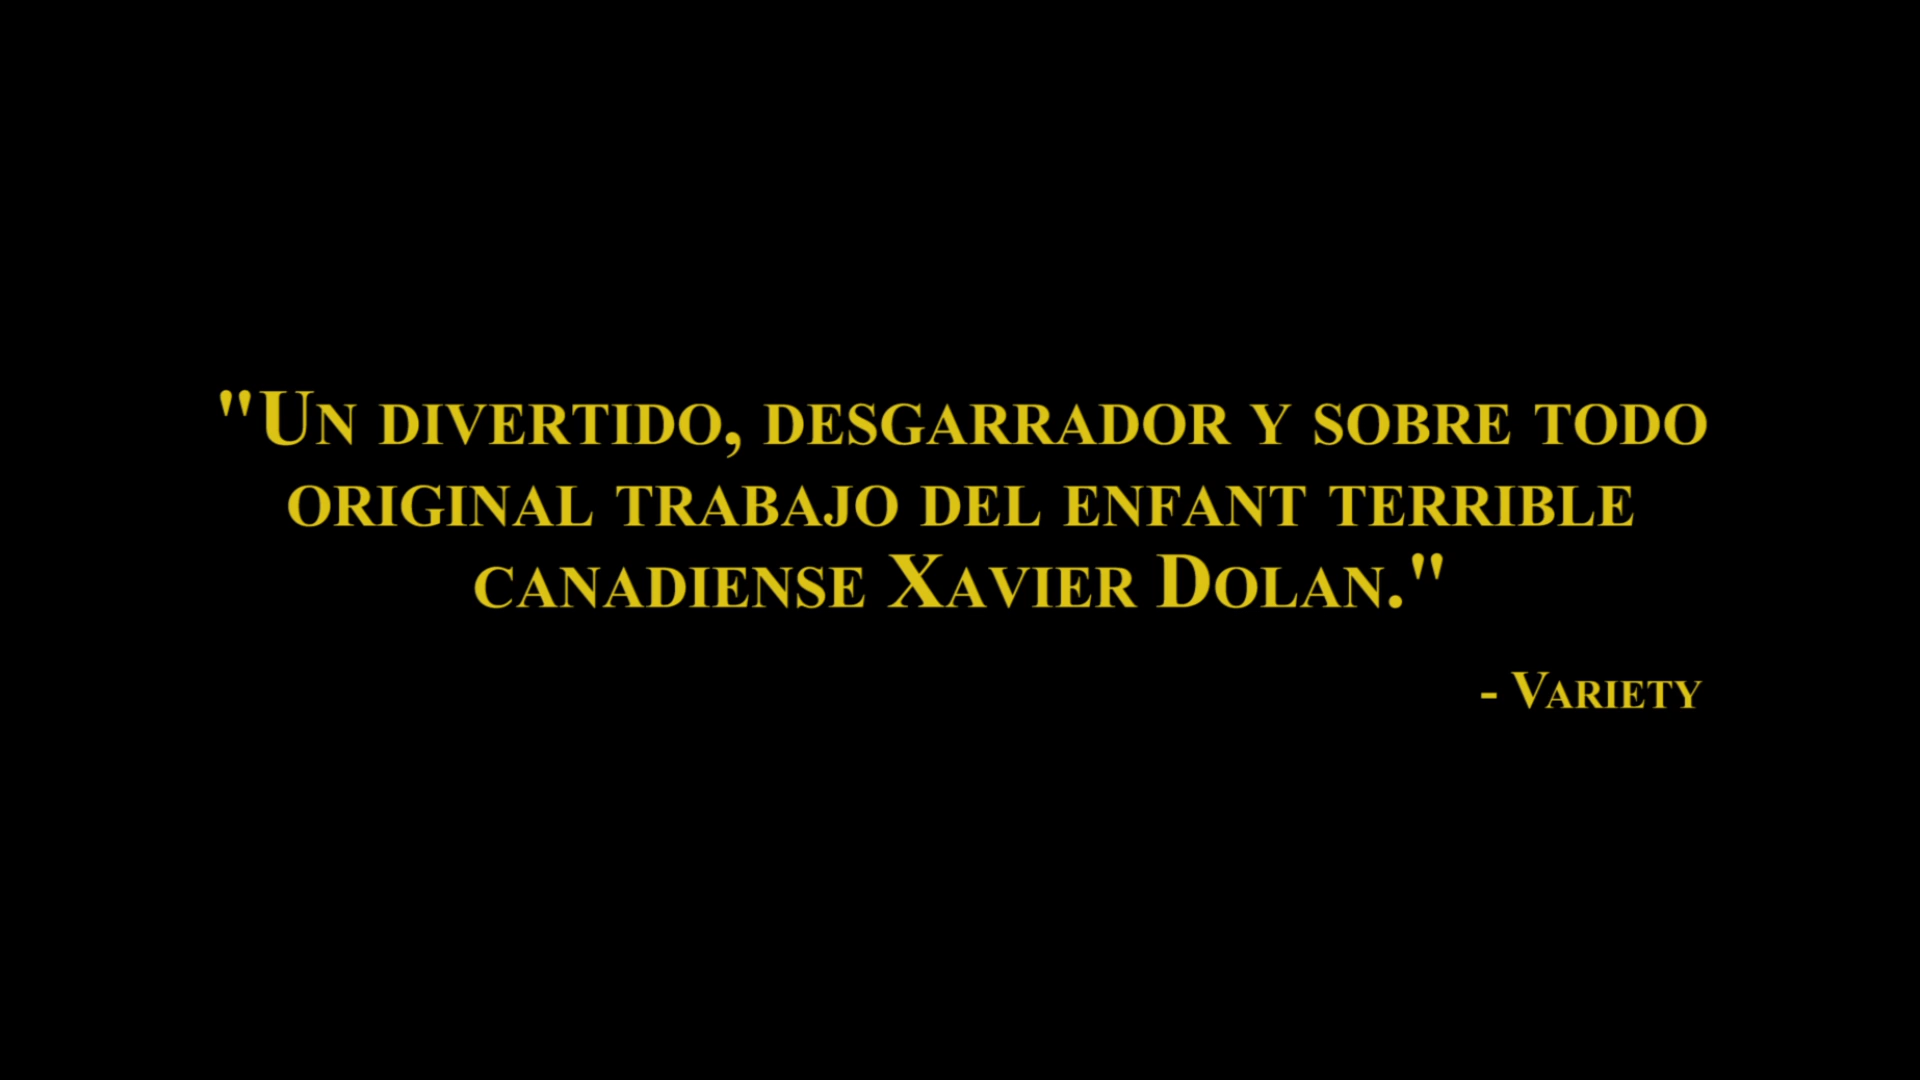 "Un divertido, desgarrador y sobre todo
original trabajo del enfant terrible
canadiense Xavier Dolan."
- Variety